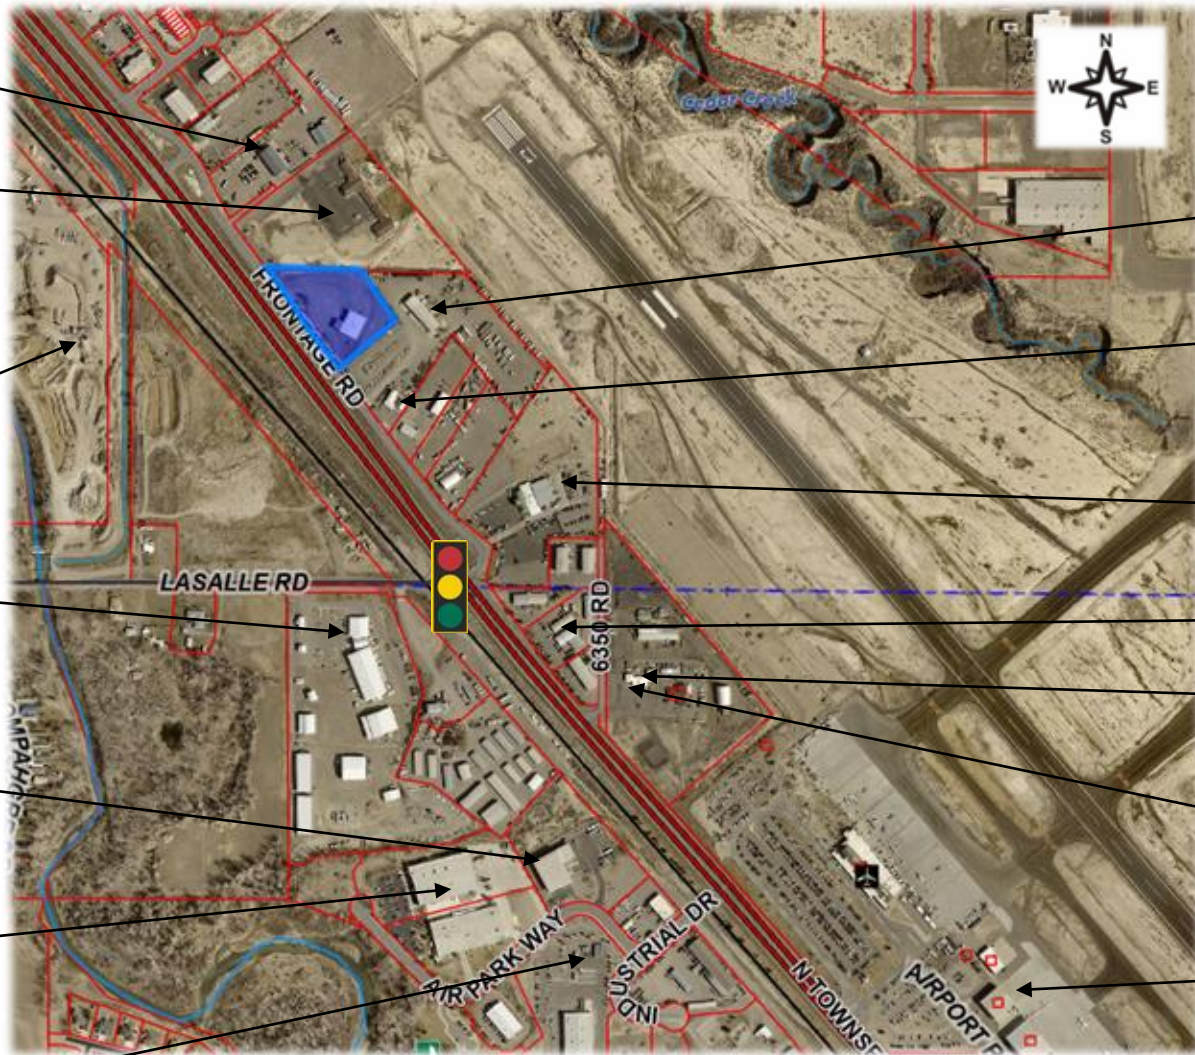 N
W E
S
Cedar Creek
FRONTAGE RD
LASALLE RD
6350 RD
AIR PARK WAY
INDUSTRIAL DR
N TOWNSE
AIRPORT